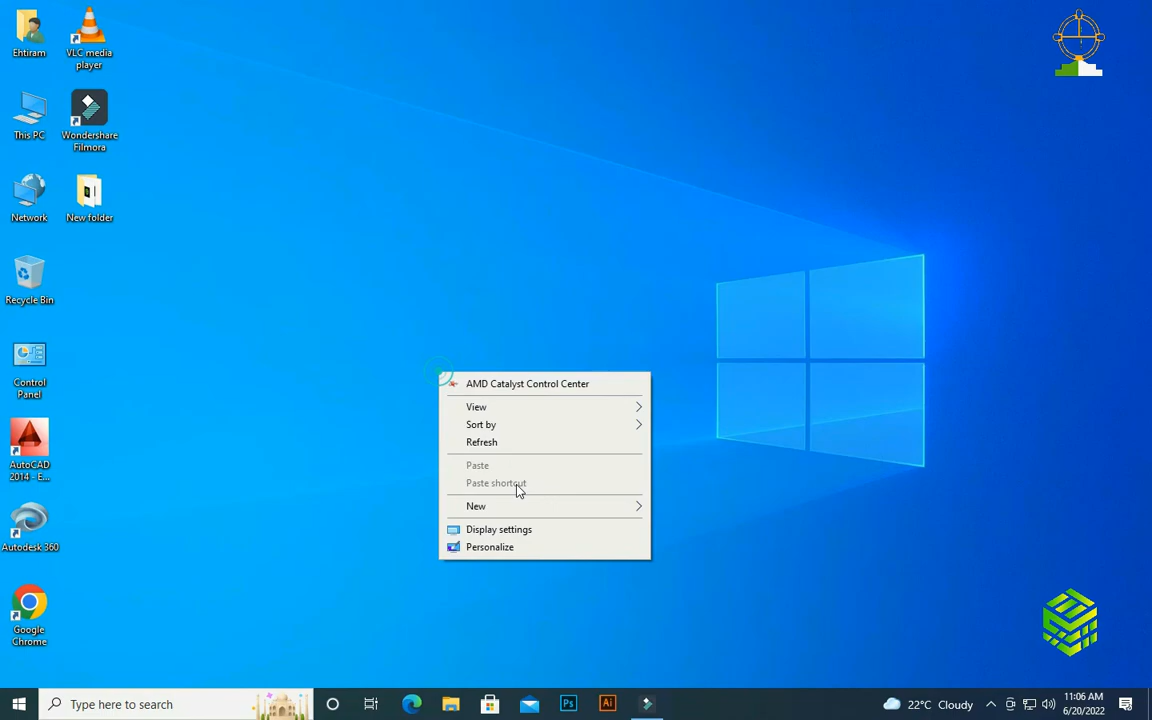 Ehtiram
VLC media
player
This PC
Wondershare
Filmora
Network
New folder
Recycle Bin
Control
Panel
AutoCAD
2014 - E...
Autodesk 360
Google
Chrome
AMD Catalyst Control Center
View
Sort by
Refresh
Paste
Paste shortcut
New
Display settings
Personalize
Type here to search
Ps
Ai
22°C Cloudy
11:06 AM
6/20/2022